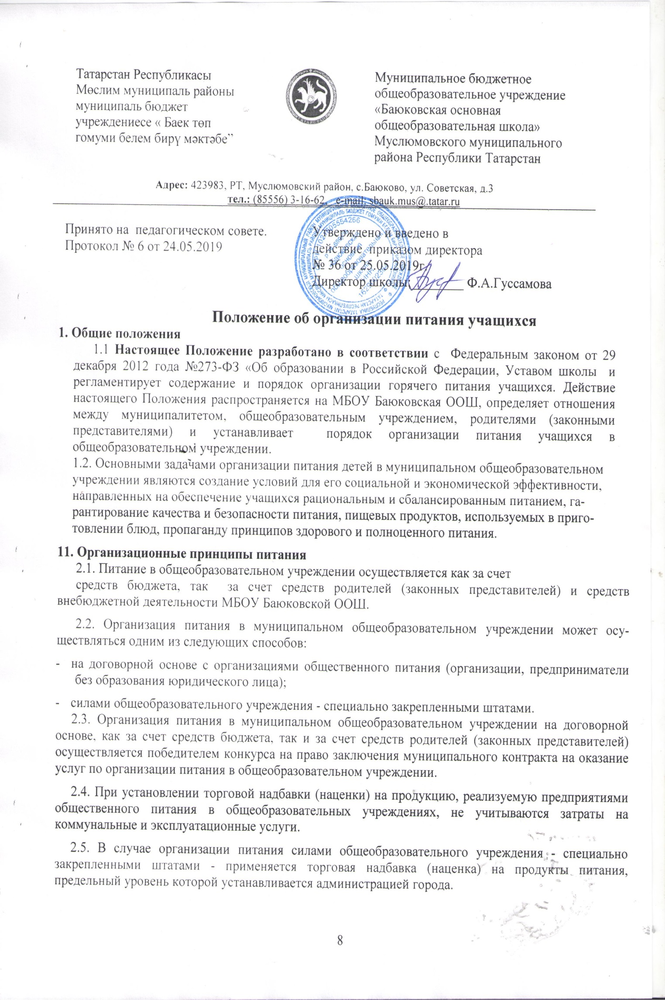 Татарстан Республикасы
Мөслим муниципаль районы
муниципаль бюджет
учреждениесе « Баек төп
гомуми белем бирү мәктәбе”
ТАТАРСТАН
Муниципальное бюджетное
общеобразовательное учреждение
«Баюковская основная
общеобразовательная школа»
Муслюмовского муниципального
района Республики Татарстан
Адрес: 423983, РТ, Муслюмовский район, с.Баюково, ул. Советская, д.3
тел.: (85556) 3-16-62, e-mail: sbauk.mus@.tatar.ru
Принято на педагогическом совете.
Протокол № 6 от 24.05.2019
Утверждено и введено в
действие приказом директора
№ 36 от 25.05.2019г.
Директор школы:________ Ф.А.Гуссамова
Положение об организации питания учащихся
1. Общие положения
1.1 Настоящее Положение разработано в соответствии с Федеральным законом от 29
декабря 2012 года №273-ФЗ «Об образовании в Российской Федерации, Уставом школы и
регламентирует содержание и порядок организации горячего питания учащихся. Действие
настоящего Положения распространяется на МБОУ Баюковская ООШ, определяет отношения
между муниципалитетом, общеобразовательным учреждением, родителями (законными
представителями) и устанавливает порядок организации питания учащихся в
общеобразовательном учреждении.
1.2. Основными задачами организации питания детей в муниципальном общеобразовательном
учреждении являются создание условий для его социальной и экономической эффективности,
направленных на обеспечение учащихся рациональным и сбалансированным питанием, га-
рантирование качества и безопасности питания, пищевых продуктов, используемых в приго-
товлении блюд, пропаганду принципов здорового и полноценного питания.
11. Организационные принципы питания
2.1. Питание в общеобразовательном учреждении осуществляется как за счет
средств бюджета, так за счет средств родителей (законных представителей) и средств
внебюджетной деятельности МБОУ Баюковской ООШ.
2.2. Организация питания в муниципальном общеобразовательном учреждении может осу-
ществляться одним из следующих способов:
- на договорной основе с организациями общественного питания (организации, предприниматели
без образования юридического лица);
- силами общеобразовательного учреждения - специально закрепленными штатами.
2.3. Организация питания в муниципальном общеобразовательном учреждении на договорной
основе, как за счет средств бюджета, так и за счет средств родителей (законных представителей)
осуществляется победителем конкурса на право заключения муниципального контракта на оказание
услуг по организации питания в общеобразовательном учреждении.
2.4. При установлении торговой надбавки (наценки) на продукцию, реализуемую предприятиями
общественного питания в общеобразовательных учреждениях, не учитываются затраты на
коммунальные и эксплуатационные услуги.
2.5. В случае организации питания силами общеобразовательного учреждения - специально
закрепленными штатами - применяется торговая надбавка (наценка) на продукты питания,
предельный уровень которой устанавливается администрацией города.
8